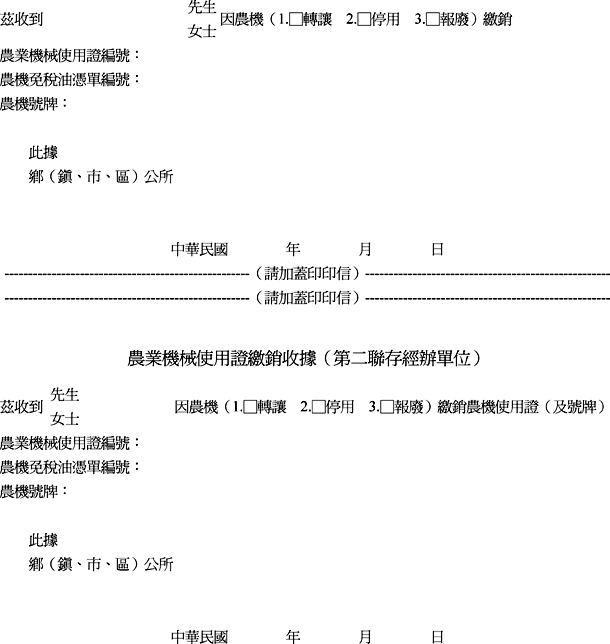 茲收到 先生 女士 因農機（1.□轉讓 2.□停用 3.□報廢）繳銷
農業機械使用證編號：
農機免稅油憑單編號：
農機號牌：
此據
鄉（鎮、市、區）公所
中華民國 年 月 日
--------------------------------------------------（請加蓋印印信）--------------------------------------------------
--------------------------------------------------（請加蓋印印信）--------------------------------------------------
農業機械使用證繳銷收據（第二聯存經辦單位）
茲收到 先生 女士 因農機（1.□轉讓 2.□停用 3.□報廢）繳銷農機使用證（及號牌）
農業機械使用證編號：
農機免稅油憑單編號：
農機號牌：
此據
鄉（鎮、市、區）公所
中華民國 年 月 日